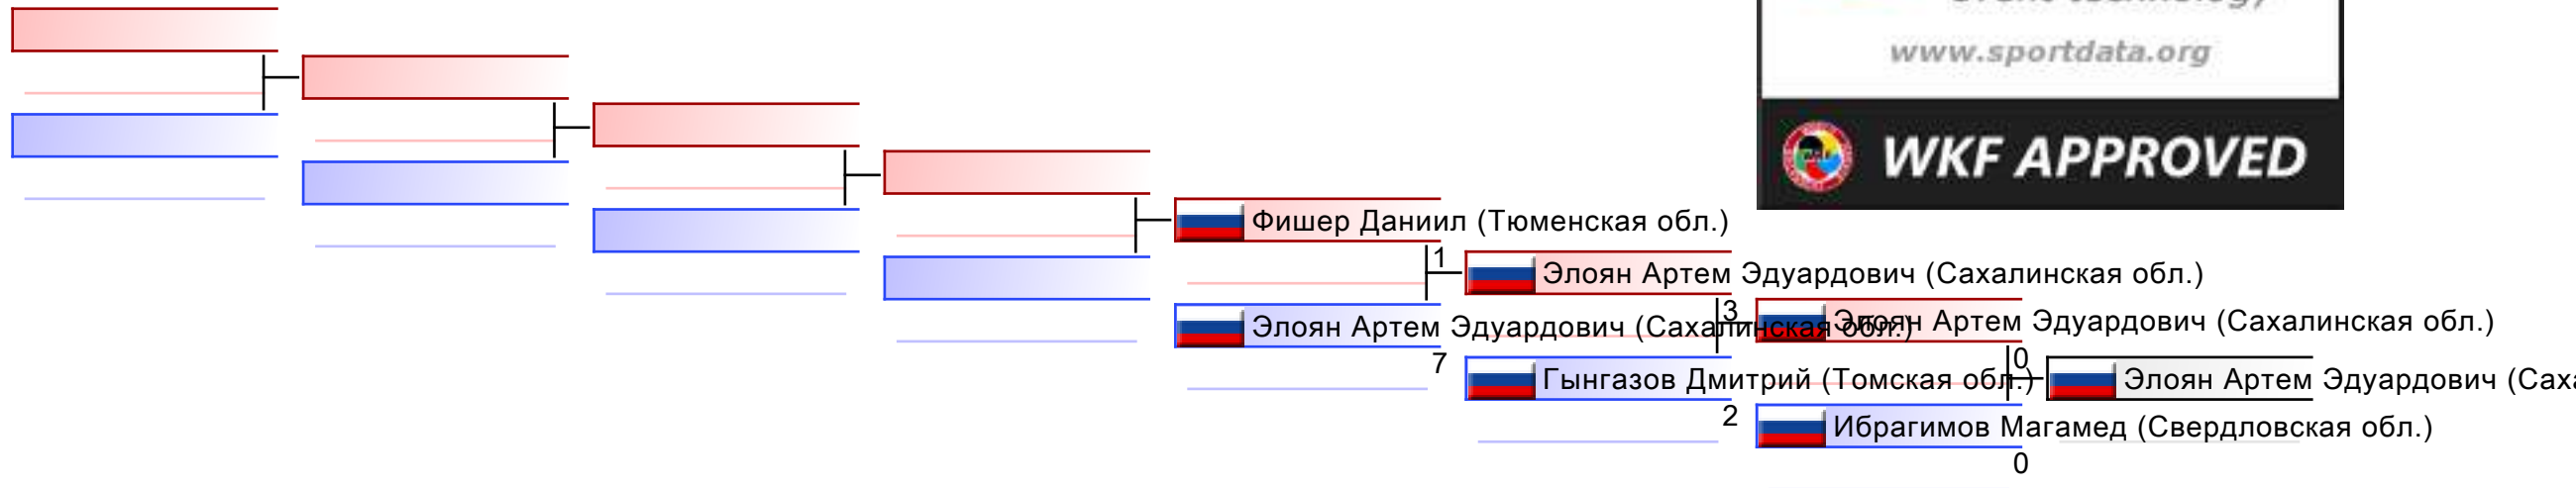 www.sportdata.org
WKF APPROVED
Фишер Даниил (Тюменская обл.)
1
Элоян Артем Эдуардович (Сахалинская обл.)
3
Элоян Артем Эдуардович (Сахалинская обл.)
Элоян Артем Эдуардович (Сахалинская обл.)
7
0
Гынгазов Дмитрий (Томская обл.)
Элоян Артем Эдуардович (Саха
2
Ибрагимов Магамед (Свердловская обл.)
0